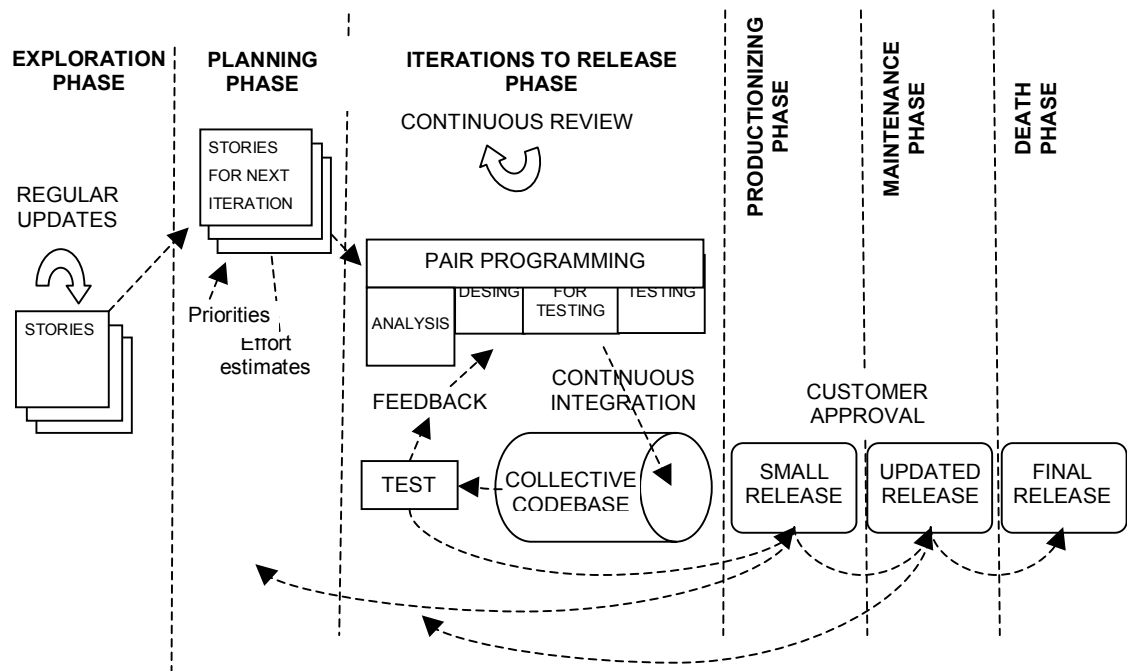 EXPLORATION
PHASE
PLANNING
PHASE
ITERATIONS TO RELEASE
PHASE
PRODUCTIONIZING
PHASE
MAINTENANCE
PHASE
DEATH
PHASE
REGULAR
UPDATES
STORIES
STORIES
FOR NEXT
ITERATION
Priorities
Effort
estimates
CONTINUOUS REVIEW
PAIR PROGRAMMING
ANALYSIS
DESING
FOR
TESTING
TESTING
FEEDBACK
CONTINUOUS
INTEGRATION
TEST
COLLECTIVE
CODEBASE
CUSTOMER
APPROVAL
SMALL
RELEASE
UPDATED
RELEASE
FINAL
RELEASE